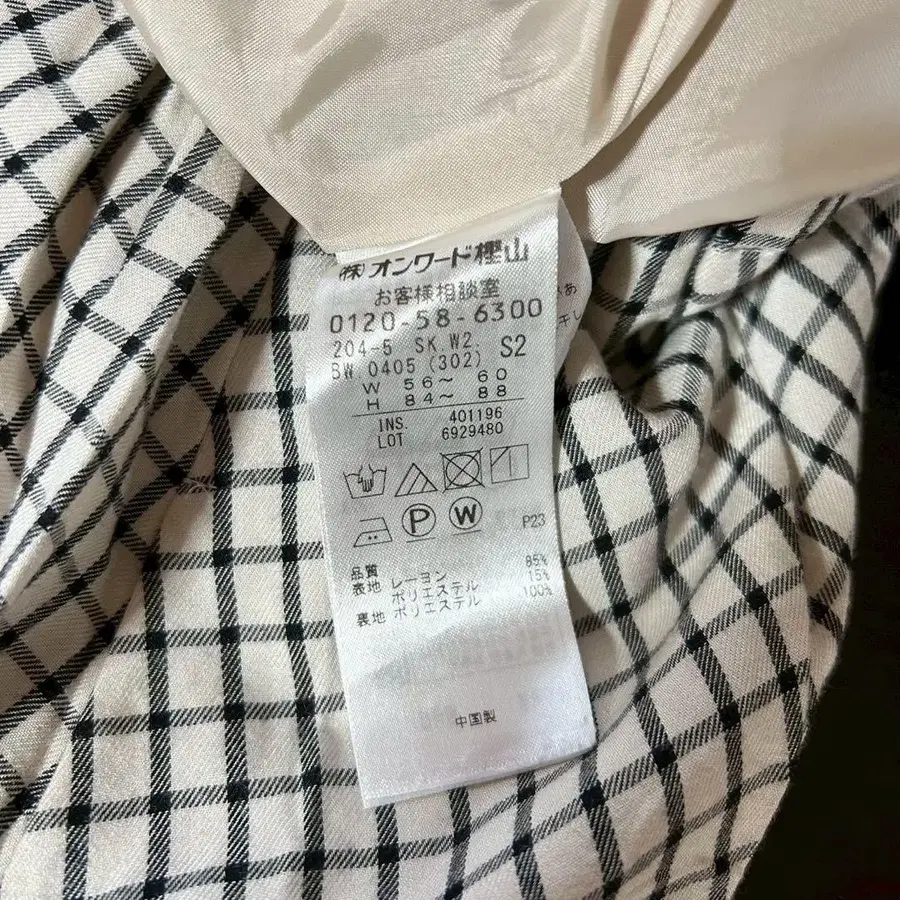 ㈱オンワード樫山
お客様相談室
0120-58-6300
204-5 SK.W2.
BW 0405 (302) S2
W 56～ 60
H 84～ 88
INS. 401196
LOT 6929480
P W P23
品質
表地 レーヨン 85%
ポリエステル 15%
裏地 ポリエステル 100%
中国製